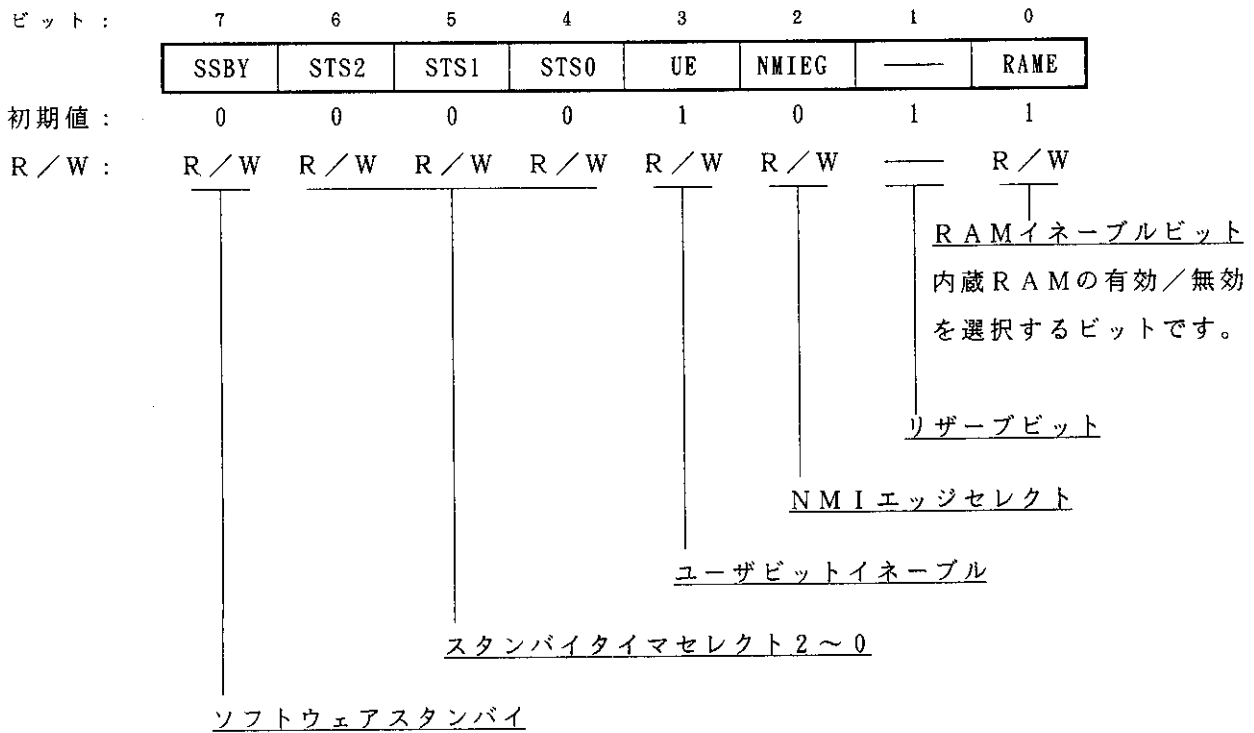 ビット： 7 6 5 4 3 2 1 0
SSBY STS2 STS1 STS0 UE NMIEG ── RAME
初期値： 0 0 0 0 1 0 1 1
R／W： R／W R／W R／W R／W R／W R／W ── R／W
RAMイネーブルビット
内蔵RAMの有効／無効
を選択するビットです。
リザーブビット
NMIエッジセレクト
ユーザビットイネーブル
スタンバイタイマセレクト2～0
ソフトウェアスタンバイ